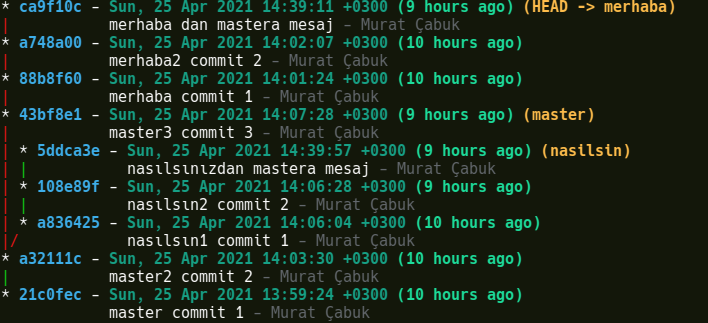 * ca9f10c - Sun, 25 Apr 2021 14:39:11 +0300 (9 hours ago) (HEAD -> merhaba)
| merhaba dan mastera mesaj - Murat Çabuk
* a748a00 - Sun, 25 Apr 2021 14:02:07 +0300 (10 hours ago)
| merhaba2 commit 2 - Murat Çabuk
* 88b8f60 - Sun, 25 Apr 2021 14:01:24 +0300 (10 hours ago)
| merhaba commit 1 - Murat Çabuk
* 43bf8e1 - Sun, 25 Apr 2021 14:07:28 +0300 (9 hours ago) (master)
| master3 commit 3 - Murat Çabuk
| * 5ddca3e - Sun, 25 Apr 2021 14:39:57 +0300 (9 hours ago) (nasilsin)
| | nasılsınızdan mastera mesaj - Murat Çabuk
| * 108e89f - Sun, 25 Apr 2021 14:06:28 +0300 (9 hours ago)
| | nasılsın2 commit 2 - Murat Çabuk
| * a836425 - Sun, 25 Apr 2021 14:06:04 +0300 (10 hours ago)
|/ nasılsın1 commit 1 - Murat Çabuk
* a32111c - Sun, 25 Apr 2021 14:03:30 +0300 (10 hours ago)
| master2 commit 2 - Murat Çabuk
* 21c0fec - Sun, 25 Apr 2021 13:59:24 +0300 (10 hours ago)
master commit 1 - Murat Çabuk